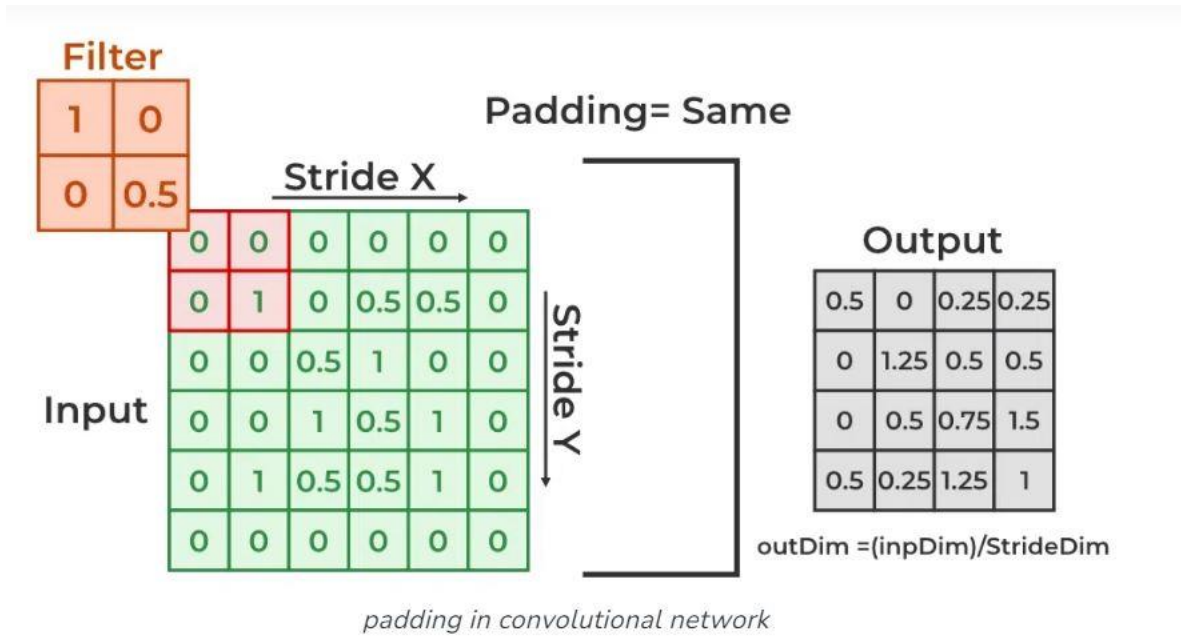 Filter
1 0
0 0.5
Padding= Same
Stride X
Input
0 0 0 0 0 0
0 1 0 0.5 0.5 0
0 0 0.5 1 0 0
0 0 1 0.5 1 0
0 1 0.5 0.5 1 0
0 0 0 0 0 0
Stride Y
Output
0.5 0 0.25 0.25
0 1.25 0.5 0.5
0 0.5 0.75 1.5
0.5 0.25 1.25 1
outDim =(inpDim)/StrideDim
padding in convolutional network